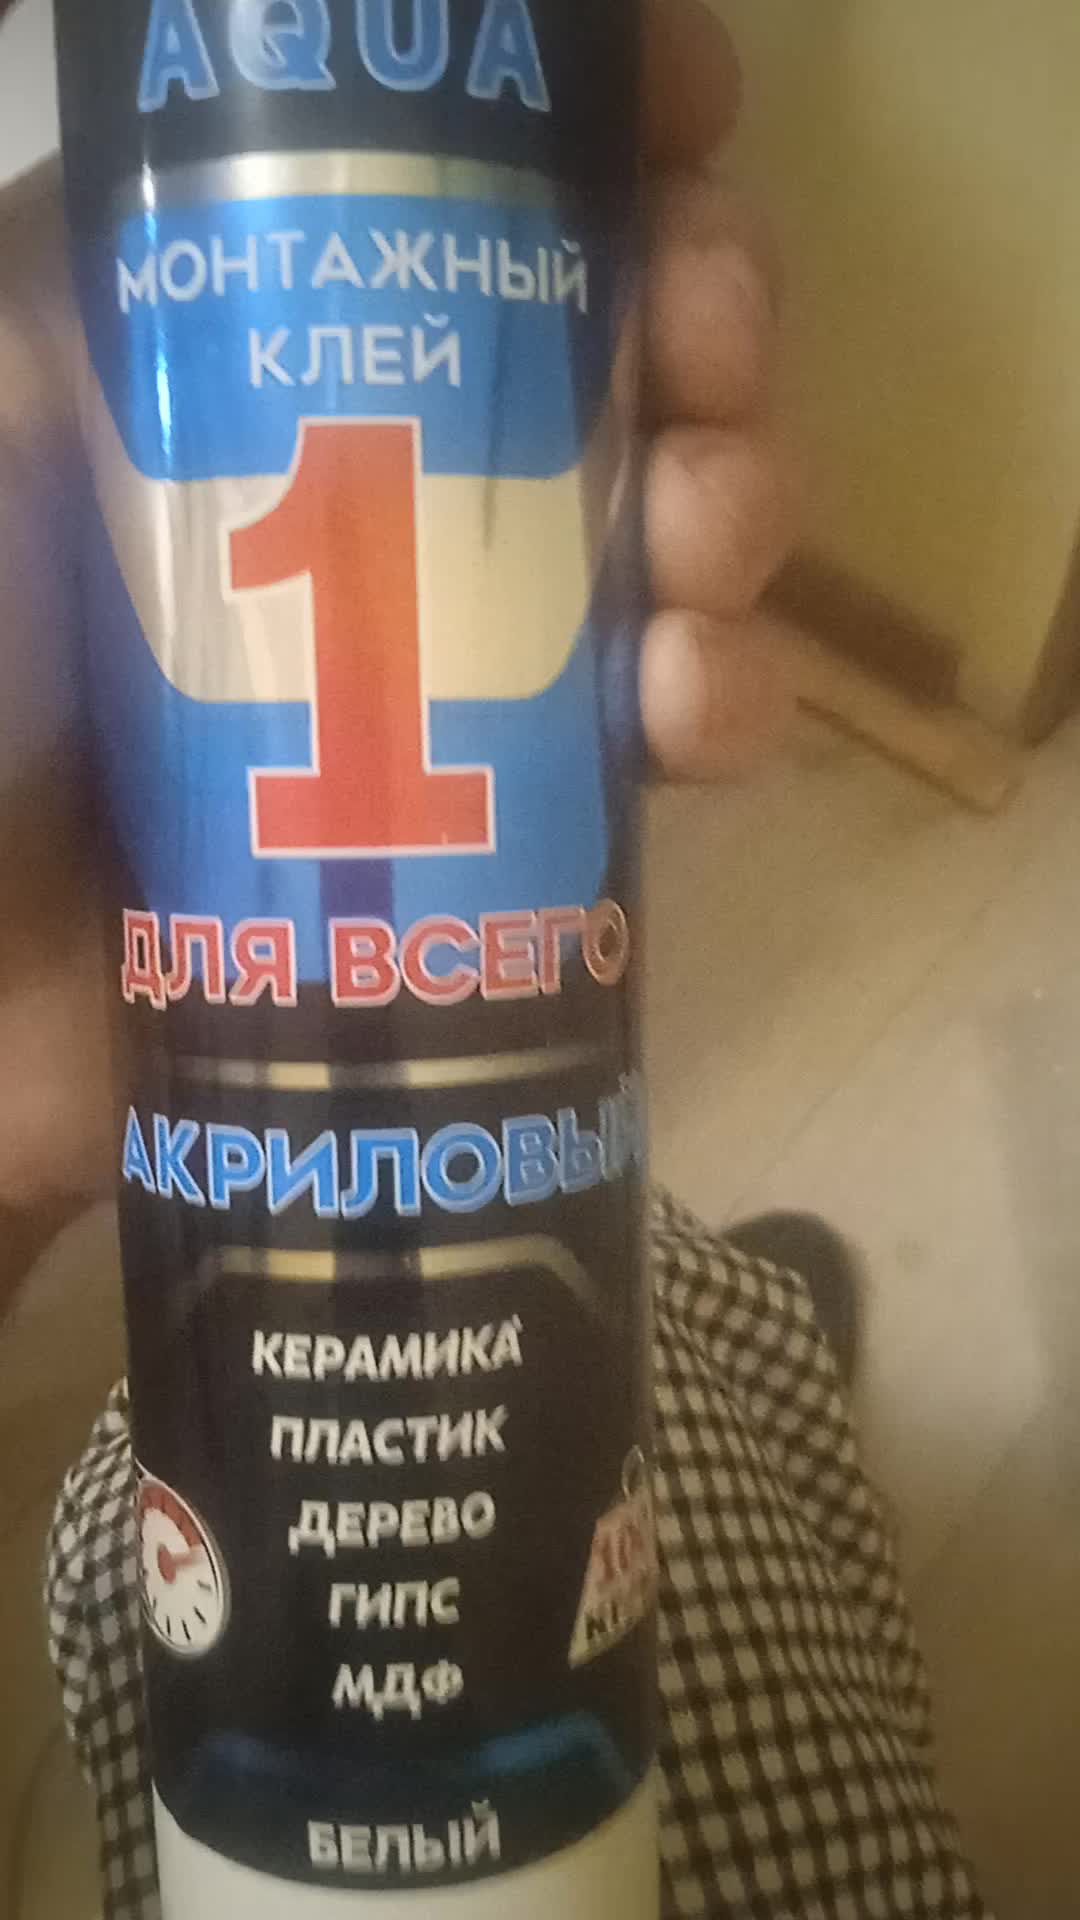 AQUA
МОНТАЖНЫЙ
КЛЕЙ
1
ДЛЯ ВСЕГО
АКРИЛОВЫЙ
КЕРАМИКА
ПЛАСТИК
ДЕРЕВО
ГИПС
МДФ
БЕЛЫЙ